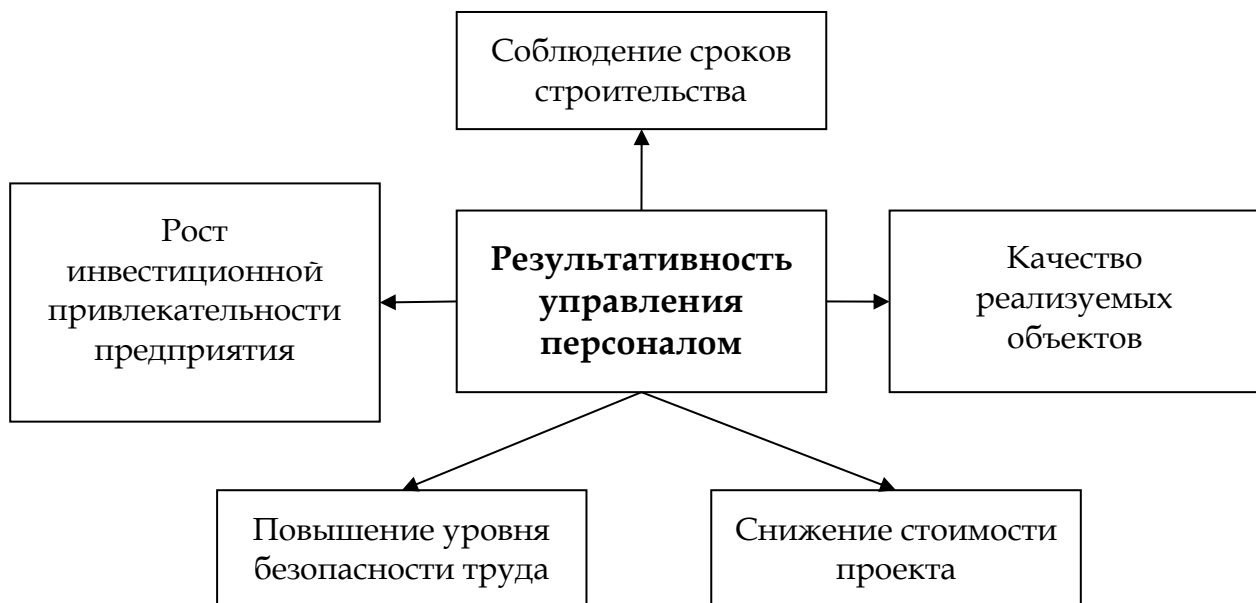 Соблюдение сроков
строительства
Рост
инвестиционной
привлекательности
предприятия
Результативность
управления
персоналом
Качество
реализуемых
объектов
Повышение уровня
безопасности труда
Снижение стоимости
проекта